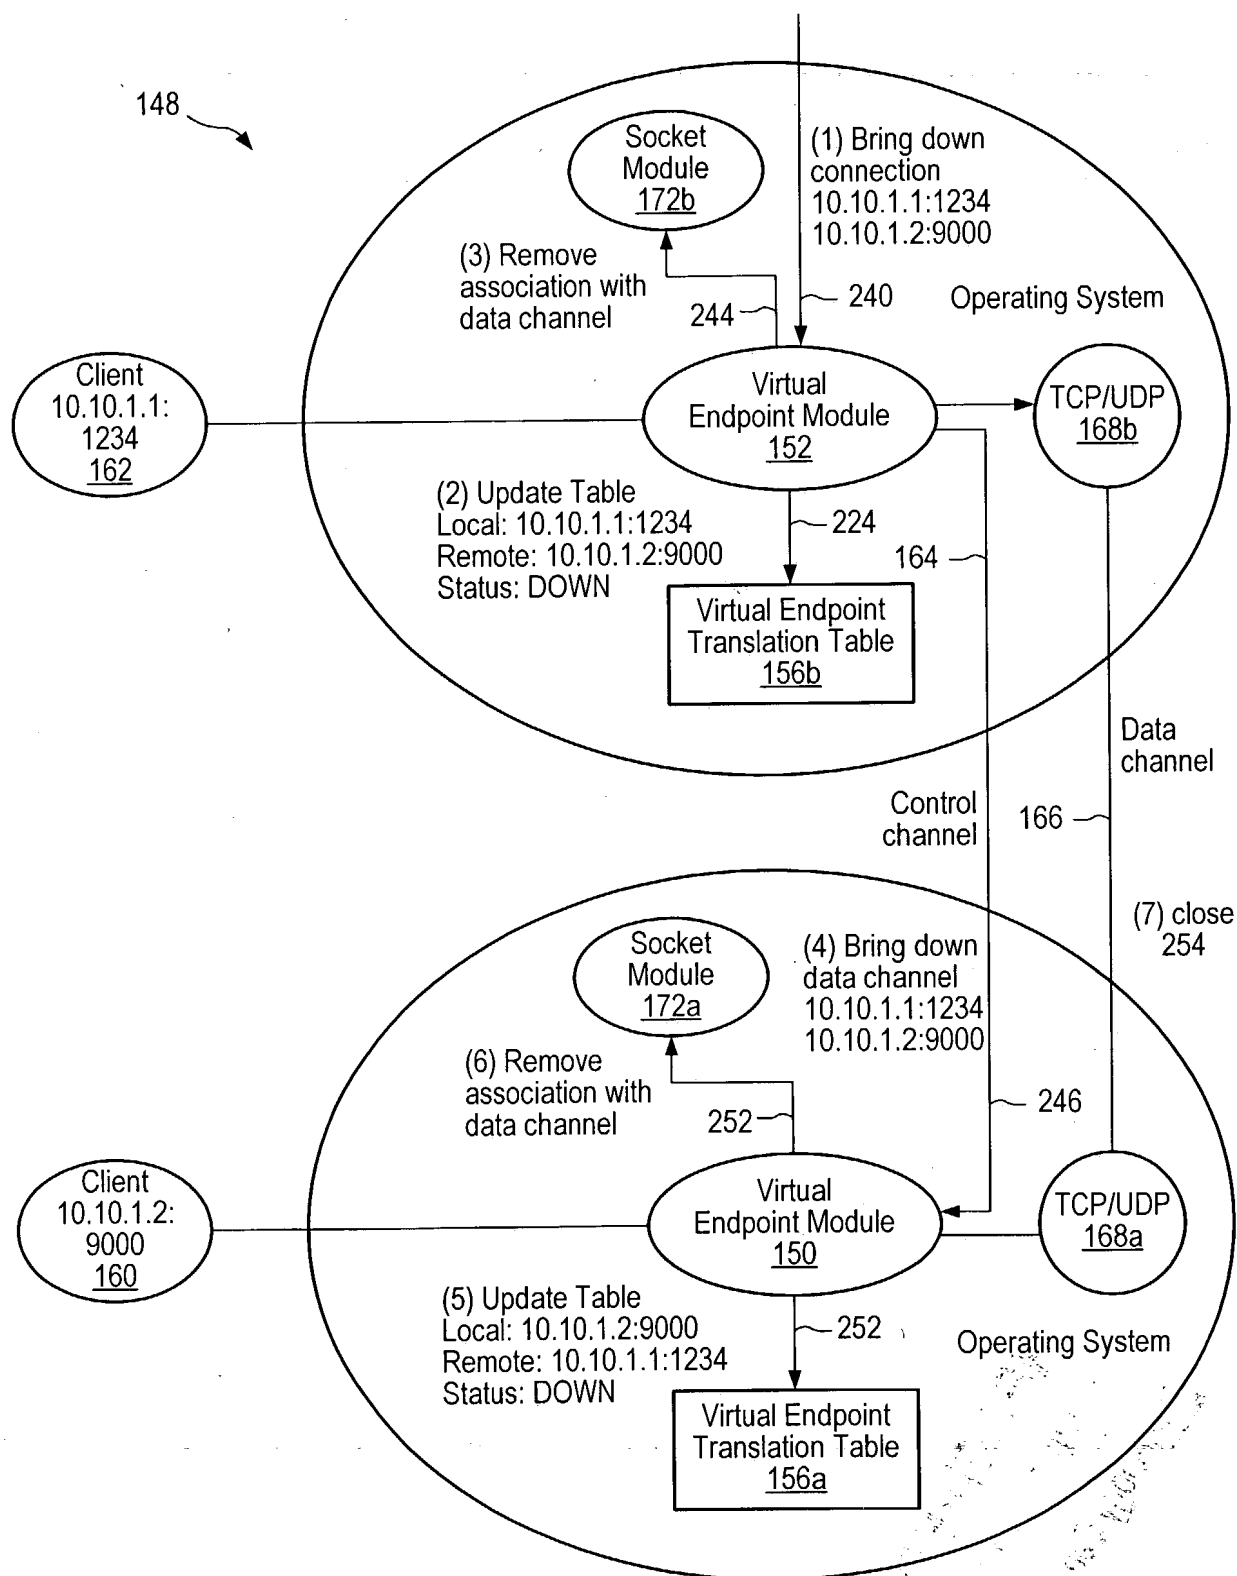 148
Socket
Module
172b
(1) Bring down
connection
10.10.1.1:1234
10.10.1.2:9000
(3) Remove
association with
data channel
244
240
Operating System
Client
10.10.1.1:
1234
162
Virtual
Endpoint Module
152
TCP/UDP
168b
(2) Update Table
Local: 10.10.1.1:1234
Remote: 10.10.1.2:9000
Status: DOWN
224
164
Virtual Endpoint
Translation Table
156b
Data
channel
Control
channel
166
(7) close
254
Socket
Module
172a
(4) Bring down
data channel
10.10.1.1:1234
10.10.1.2:9000
(6) Remove
association with
data channel
252
246
Client
10.10.1.2:
9000
160
Virtual
Endpoint Module
150
TCP/UDP
168a
(5) Update Table
Local: 10.10.1.2:9000
Remote: 10.10.1.1:1234
Status: DOWN
252
Operating System
Virtual Endpoint
Translation Table
156a